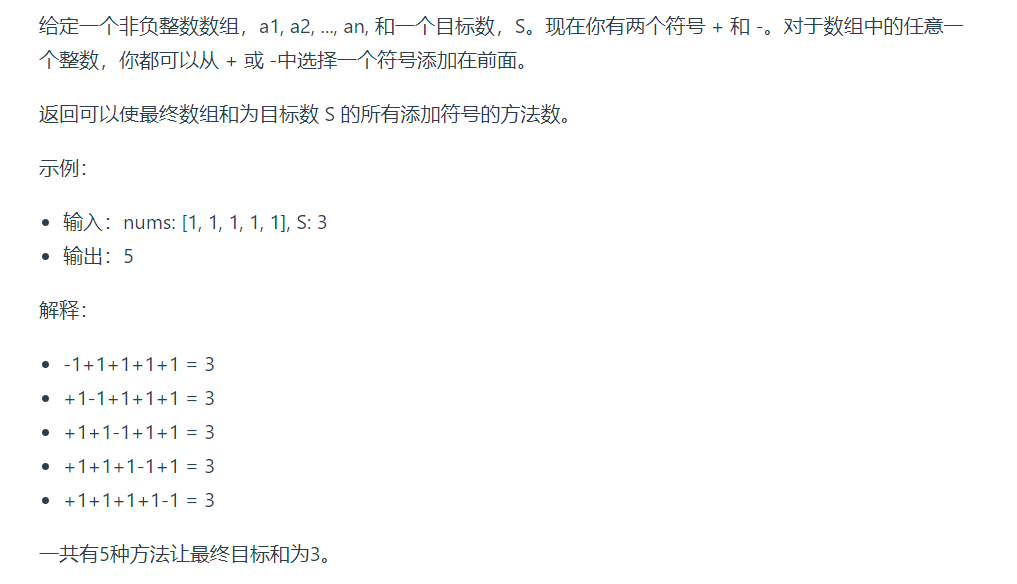 给定一个非负整数数组，a1, a2, ..., an, 和一个目标数，S。现在你有两个符号 + 和 -。对于数组中的任意一
个整数，你都可以从 + 或 -中选择一个符号添加在前面。
返回可以使最终数组和为目标数 S 的所有添加符号的方法数。
示例：
• 输入：nums: [1, 1, 1, 1, 1], S: 3
• 输出：5
解释：
• -1+1+1+1+1 = 3
• +1-1+1+1+1 = 3
• +1+1-1+1+1 = 3
• +1+1+1-1+1 = 3
• +1+1+1+1-1 = 3
一共有5种方法让最终目标和为3。